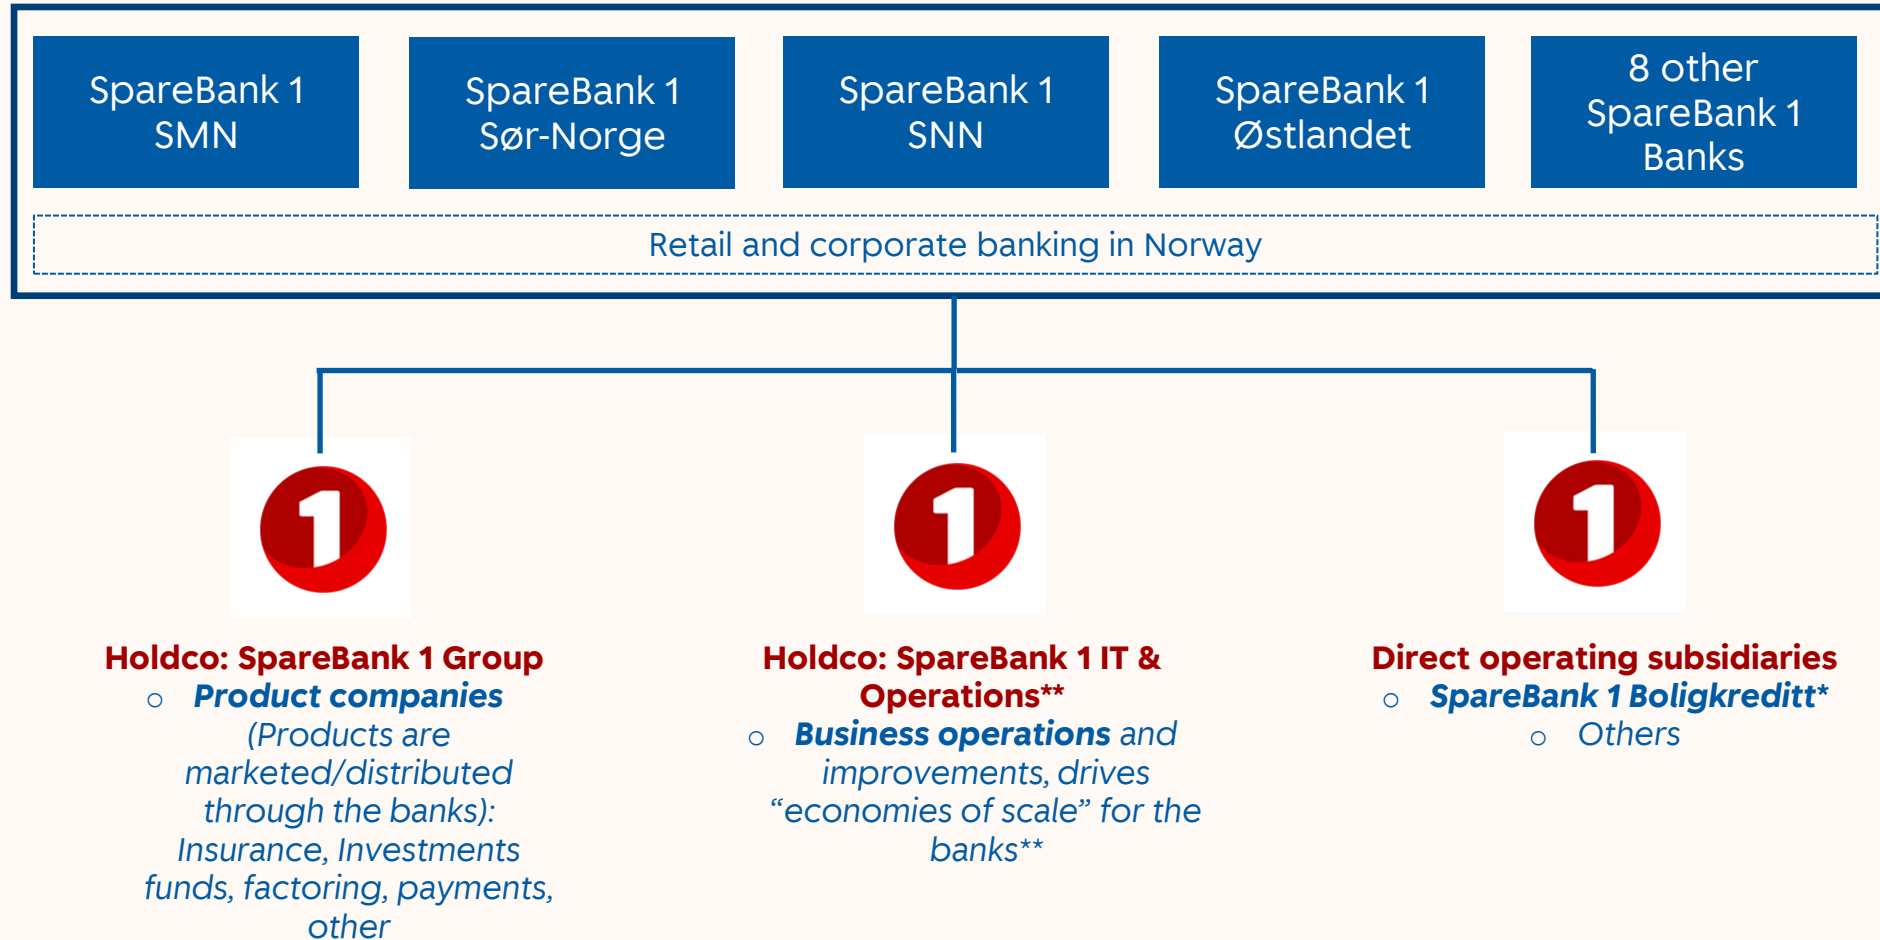 SpareBank 1
SMN
SpareBank 1
Sør-Norge
SpareBank 1
SNN
SpareBank 1
Østlandet
8 other
SpareBank 1
Banks
Retail and corporate banking in Norway
1
1
1
Holdco: SpareBank 1 Group
○ Product companies
(Products are
marketed/distributed
through the banks):
Insurance, Investments
funds, factoring, payments,
other
Holdco: SpareBank 1 IT &
Operations**
○ Business operations and
improvements, drives
“economies of scale” for the
banks**
Direct operating subsidiaries
○ SpareBank 1 Boligkreditt*
○ Others